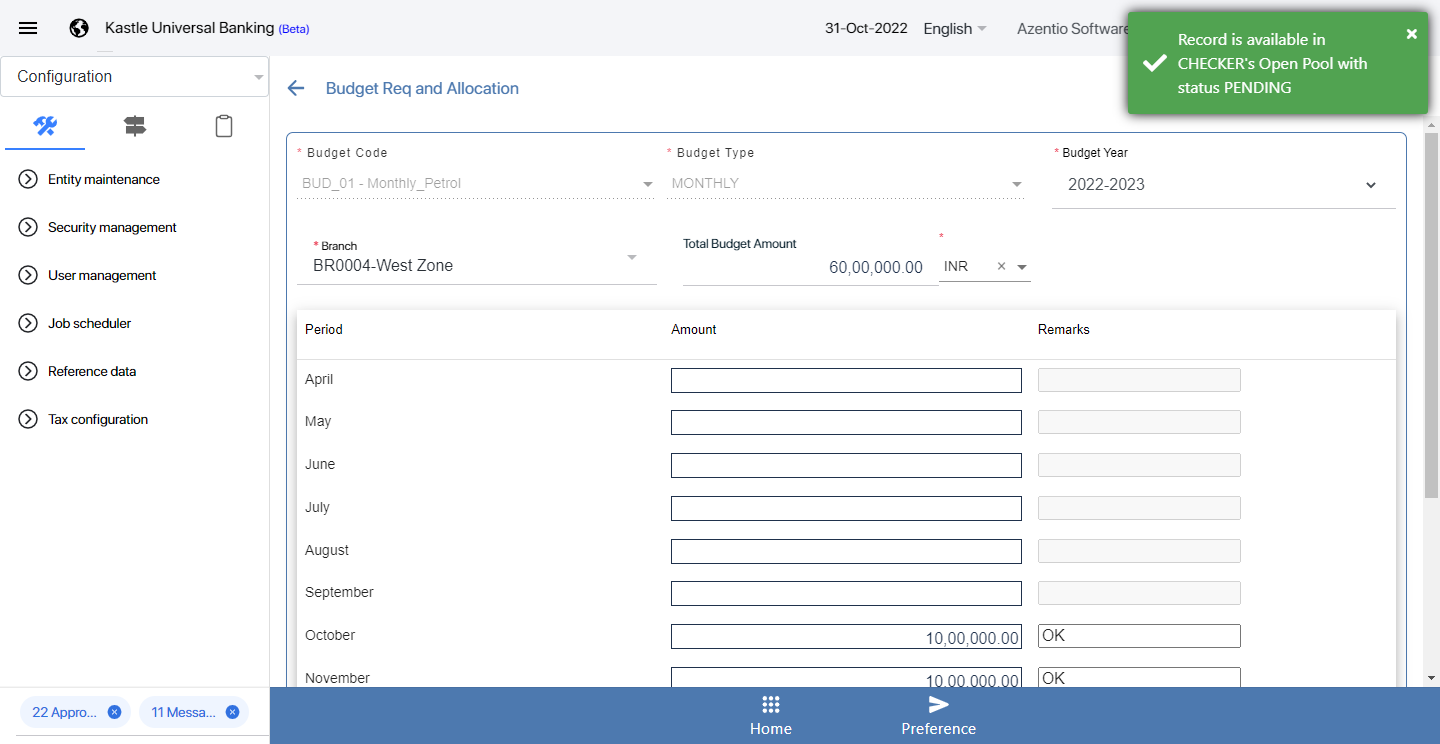 Kastle Universal Banking (Beta)
31-Oct-2022
English
Azentio Software
Record is available in
CHECKER's Open Pool with
status PENDING
Configuration
Entity maintenance
Security management
User management
Job scheduler
Reference data
Tax configuration
22 Appro...
11 Messa...
Budget Req and Allocation
* Budget Code
* Budget Type
* Budget Year
BUD_01 - Monthly_Petrol
MONTHLY
2022-2023
* Branch
Total Budget Amount
*
BR0004-West Zone
60,00,000.00
INR
Period Amount Remarks
April
May
June
July
August
September
October 10,00,000.00 OK
November 10,00,000.00 OK
Home
Preference